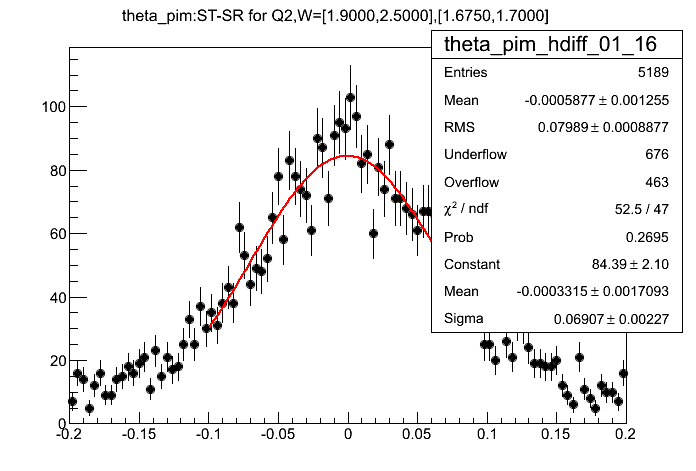 theta_pim:ST-SR for Q2,W=[1.9000,2.5000],[1.6750,1.7000]
theta_pim_hdiff_01_16
Entries 5189
Mean -0.0005877 ± 0.001255
RMS 0.07989 ± 0.0008877
Underflow 676
Overflow 463
χ² / ndf 52.5 / 47
Prob 0.2695
Constant 84.39 ± 2.10
Mean -0.0003315 ± 0.0017093
Sigma 0.06907 ± 0.00227
100
80
60
40
20
0
-0.2 -0.15 -0.1 -0.05 0 0.05 0.1 0.15 0.2